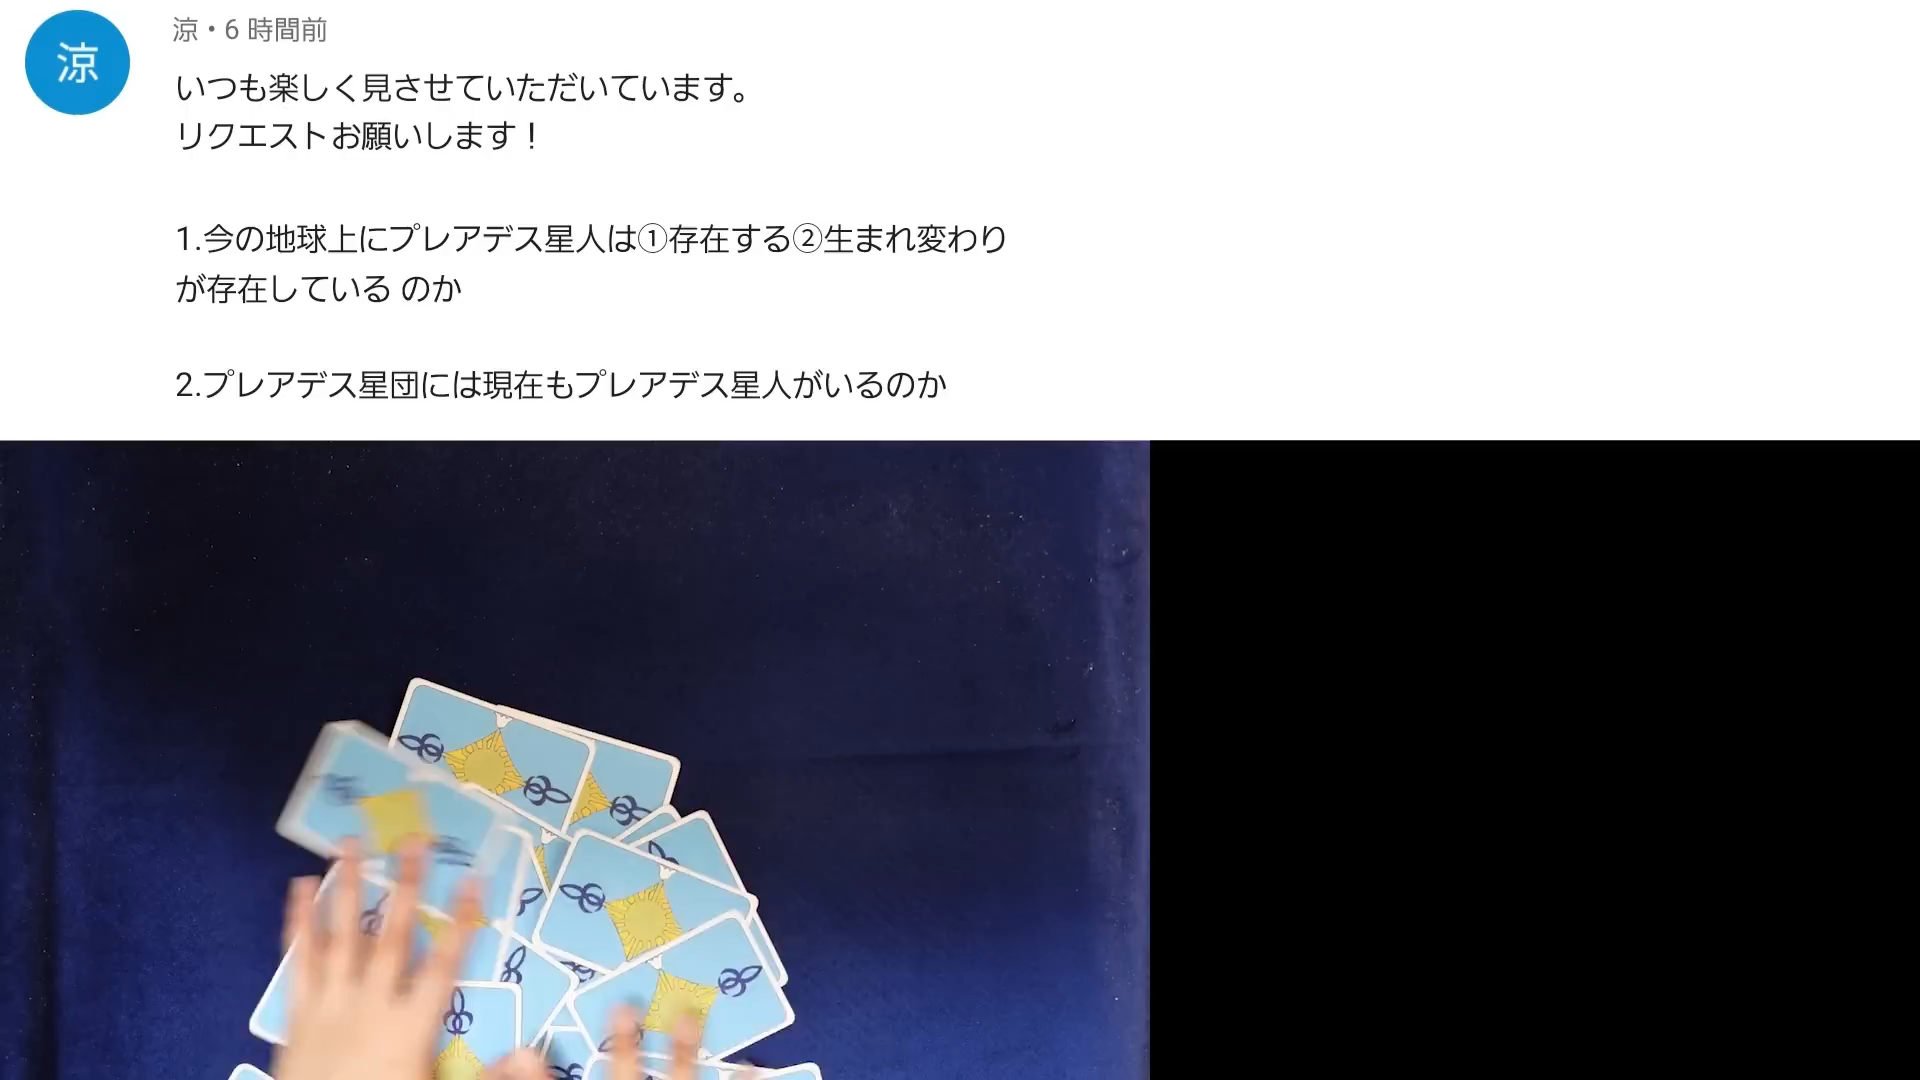 涼
涼・6 時間前
いつも楽しく見させていただいています。
リクエストお願いします！
1.今の地球上にプレアデス星人は①存在する②生まれ変わり
が存在している のか
2.プレアデス星団には現在もプレアデス星人がいるのか